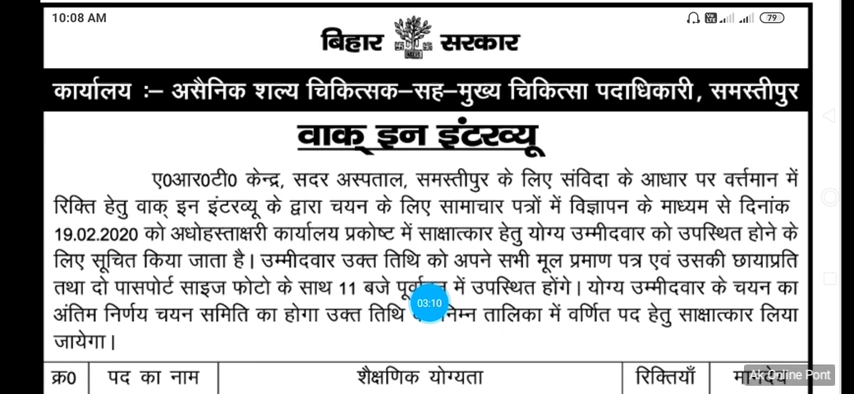 10:08 AM
79
बिहार सरकार
कार्यालय :– असैनिक शल्य चिकित्सक–सह–मुख्य चिकित्सा पदाधिकारी, समस्तीपुर
वाक् इन इंटरव्यू
ए0आर0टी0 केन्द्र, सदर अस्पताल, समस्तीपुर के लिए संविदा के आधार पर वर्त्तमान में
रिक्ति हेतु वाक् इन इंटरव्यू के द्वारा चयन के लिए सामाचार पत्रों में विज्ञापन के माध्यम से दिनांक
19.02.2020 को अधोहस्ताक्षरी कार्यालय प्रकोष्ट में साक्षात्कार हेतु योग्य उम्मीदवार को उपस्थित होने के
लिए सूचित किया जाता है। उम्मीदवार उक्त तिथि को अपने सभी मूल प्रमाण पत्र एवं उसकी छायाप्रति
तथा दो पासपोर्ट साइज फोटो के साथ 11 बजे में उपस्थित होंगे। योग्य उम्मीदवार के चयन का
03:10
अंतिम निर्णय चयन समिति का होगा उक्त तिथि निम्न तालिका में वर्णित पद हेतु साक्षात्कार लिया
जायेगा।
क्र0 पद का नाम शैक्षणिक योग्यता रिक्तियाँ मानदेय
Ak Online Pont